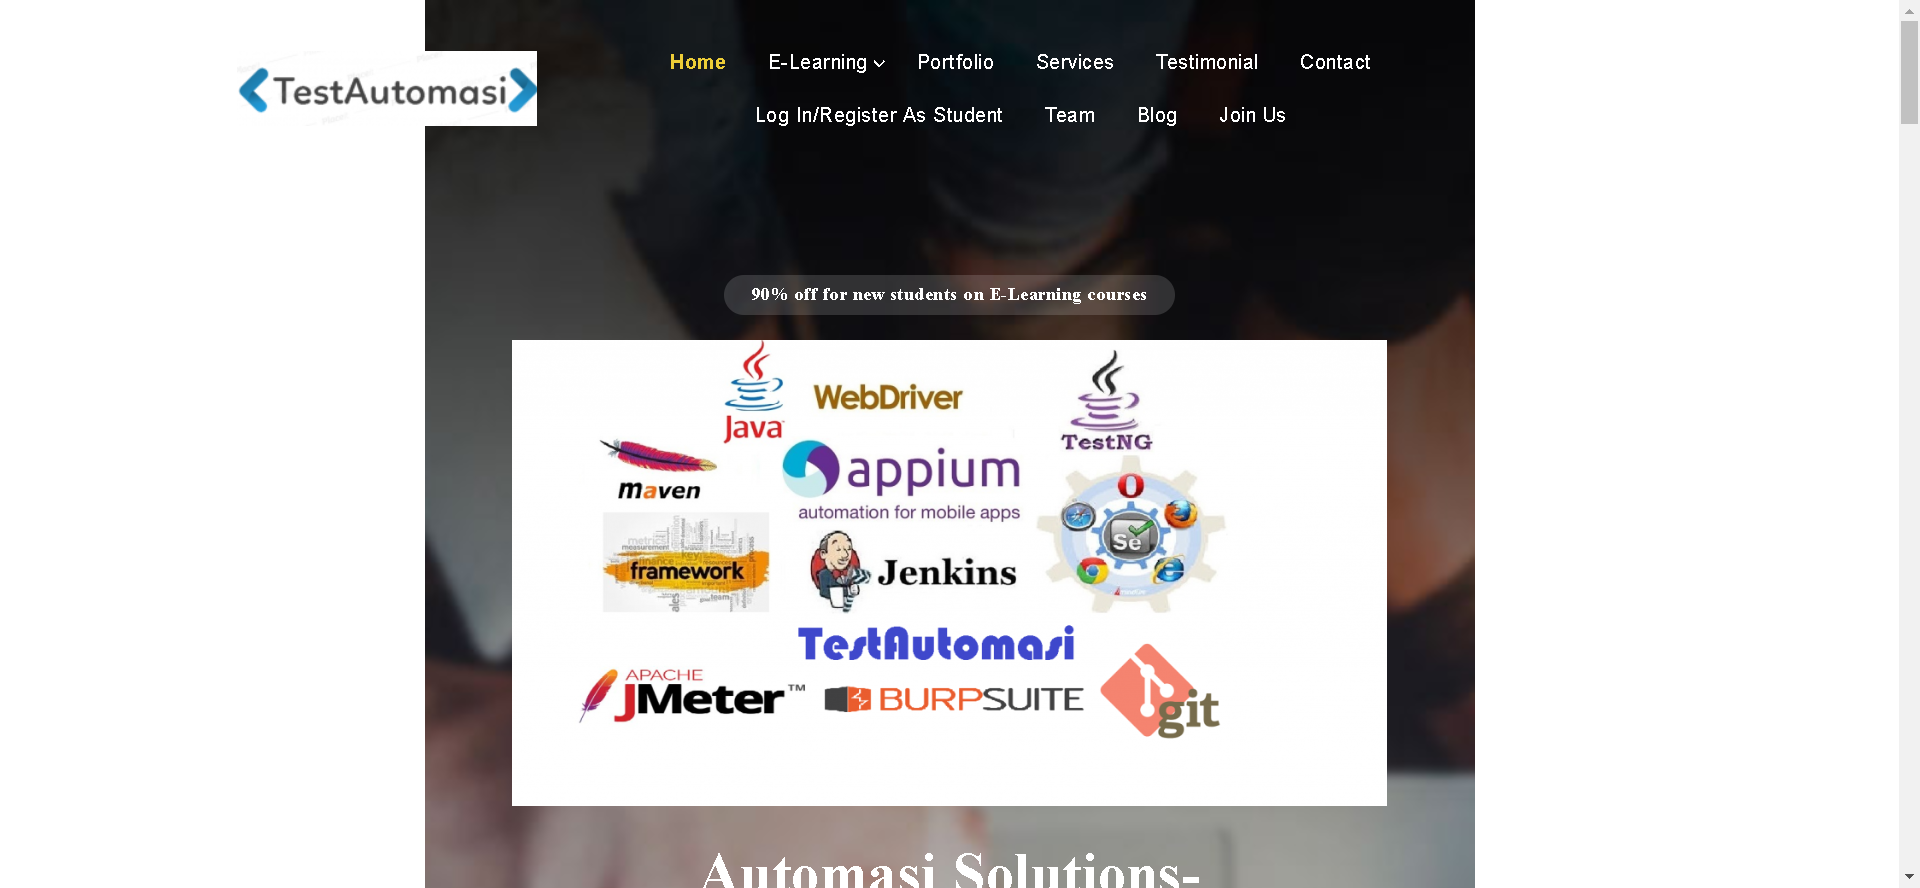 TestAutomasi
Home E-Learning Portfolio Services Testimonial Contact
Log In/Register As Student Team Blog Join Us
90% off for new students on E-Learning courses
Java
WebDriver
TestNG
maven
appium
automation for mobile apps
Se
framework
Jenkins
TestAutomasi
APACHE
JMeter™
BURPSUITE
git
Automasi Solutions-